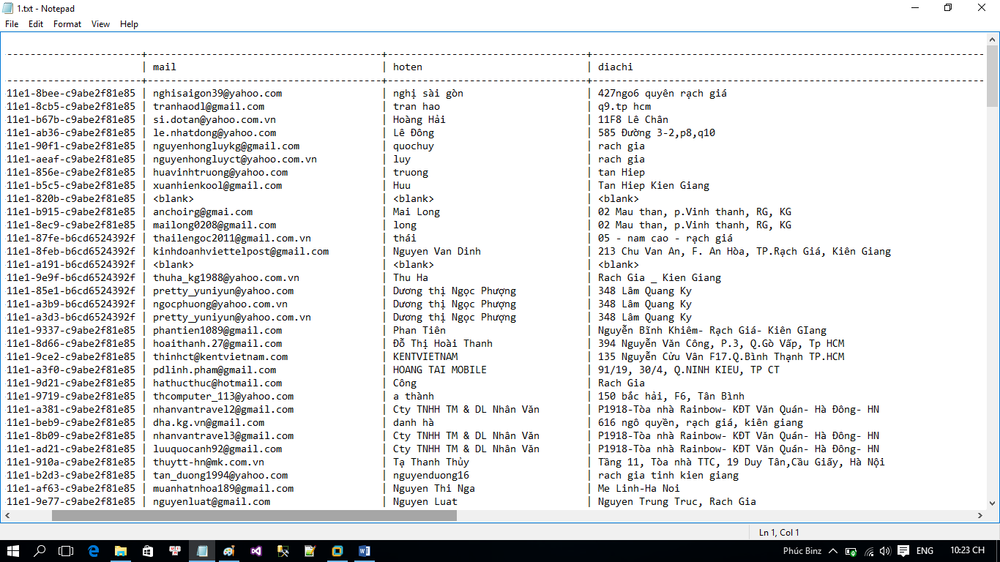 1.txt - Notepad
File Edit Format View Help
-----------------------+----------------------------------------+----------------------------------+------------------------------------------------------------------
| mail | hoten | diachi
-----------------------+----------------------------------------+----------------------------------+------------------------------------------------------------------
11e1-8bee-c9abe2f81e85 | nghisaigon39@yahoo.com | nghị sài gòn | 427ngo6 quyên rạch giá
11e1-8cb5-c9abe2f81e85 | tranhaodl@gmail.com | tran hao | q9.tp hcm
11e1-b67b-c9abe2f81e85 | si.dotan@yahoo.com.vn | Hoàng Hải | 11F8 Lê Chân
11e1-ab36-c9abe2f81e85 | le.nhatdong@yahoo.com | Lê Đông | 585 Đường 3-2,p8,q10
11e1-90f1-c9abe2f81e85 | nguyenhongluykg@gmail.com | quochuy | rach gia
11e1-aeaf-c9abe2f81e85 | nguyenhongluyct@yahoo.com.vn | luy | rach gia
11e1-856e-c9abe2f81e85 | huavinhtruong@yahoo.com | truong | tan Hiep
11e1-b5c5-c9abe2f81e85 | xuanhienkool@gmail.com | Huu | Tan Hiep Kien Giang
11e1-820b-c9abe2f81e85 | <blank> | <blank> | <blank>
11e1-b915-c9abe2f81e85 | anchoirg@gmai.com | Mai Long | 02 Mau than, p.Vinh thanh, RG, KG
11e1-8ec9-c9abe2f81e85 | mailong0208@gmail.com | long | 02 Mau than, p.Vinh thanh, RG, KG
11e1-87fe-b6cd6524392f | thailengoc2011@gmail.com.vn | thái | 05 - nam cao - rạch giá
11e1-8feb-b6cd6524392f | kinhdoanhviettelpost@gmail.com | Nguyen Van Dinh | 213 Chu Van An, F. An Hòa, TP.Rạch Giá, Kiên Giang
11e1-a191-b6cd6524392f | <blank> | <blank> | <blank>
11e1-9e9f-b6cd6524392f | thuha_kg1988@yahoo.com.vn | Thu Ha | Rach Gia _ Kien Giang
11e1-85e1-b6cd6524392f | pretty_yuniyun@yahoo.com | Dương thị Ngọc Phượng | 348 Lâm Quang Ky
11e1-a3b9-b6cd6524392f | ngocphuong@yahoo.com.vn | Dương thị Ngọc Phượng | 348 Lâm Quang Ky
11e1-a3d3-b6cd6524392f | pretty_yuniyun@yahoo.com.vn | Dương thị Ngọc Phượng | 348 Lâm Quang Ky
11e1-9337-c9abe2f81e85 | phantien1089@gmail.com | Phan Tiên | Nguyễn Bĩnh Khiêm- Rạch Giá- Kiên GIang
11e1-8d66-c9abe2f81e85 | hoaithanh.27@gmail.com | Đỗ Thị Hoài Thanh | 394 Nguyễn Văn Công, P.3, Q.Gò Vấp, Tp HCM
11e1-9ce2-c9abe2f81e85 | thinhct@kentvietnam.com | KENTVIETNAM | 135 Nguyễn Cửu Vân F17.Q.Bình Thạnh TP.HCM
11e1-a3f0-c9abe2f81e85 | pdlinh.pham@gmail.com | HOANG TAI MOBILE | 91/19, 30/4, Q.NINH KIEU, TP CT
11e1-9d21-c9abe2f81e85 | hathucthuc@hotmail.com | Công | Rach Gia
11e1-9719-c9abe2f81e85 | thcomputer_113@yahoo.com | a thành | 150 bắc hải, F6, Tân Bình
11e1-a381-c9abe2f81e85 | nhanvantravel2@gmail.com | Cty TNHH TM & DL Nhân Văn | P1918-Tòa nhà Rainbow- KĐT Văn Quán- Hà Đông- HN
11e1-beb9-c9abe2f81e85 | dha.kg.vn@gmail.com | danh hà | 616 ngô quyền, rạch giá, kiên giang
11e1-8b09-c9abe2f81e85 | nhanvantravel3@gmail.com | Cty TNHH TM & DL Nhân Văn | P1918-Tòa nhà Rainbow- KĐT Văn Quán- Hà Đông- HN
11e1-ad21-c9abe2f81e85 | luuquocanh92@gmail.com | Cty TNHH TM & DL Nhân Văn | P1918-Tòa nhà Rainbow- KĐT Văn Quán- Hà Đông- HN
11e1-910a-c9abe2f81e85 | thuytt-hn@mk.com.vn | Tạ Thanh Thủy | Tầng 11, Tòa nhà TTC, 19 Duy Tân,Cầu Giấy, Hà Nội
11e1-b2d3-c9abe2f81e85 | tan_duong1994@yahoo.com | nguyenduong16 | rach gia tinh kien giang
11e1-af63-c9abe2f81e85 | muanhatnhoa189@gmail.com | Nguyen Thi Nga | Me Linh-Ha Noi
11e1-9e77-c9abe2f81e85 | nguyenluat@gmail.com | Nguyen Luat | Nguyen Trung Truc, Rach Gia
Ln 1, Col 1
Phúc Binz ENG 10:23 CH